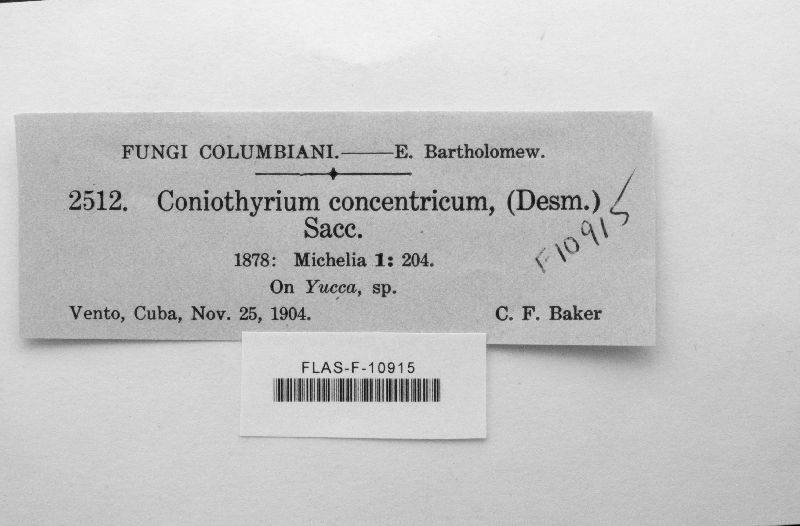 FUNGI COLUMBIANI.——E. Bartholomew.
2512. Coniothyrium concentricum, (Desm.)
Sacc.
1878: Michelia 1: 204.
On Yucca, sp.
Vento, Cuba, Nov. 25, 1904. C. F. Baker
F10915
FLAS-F-10915